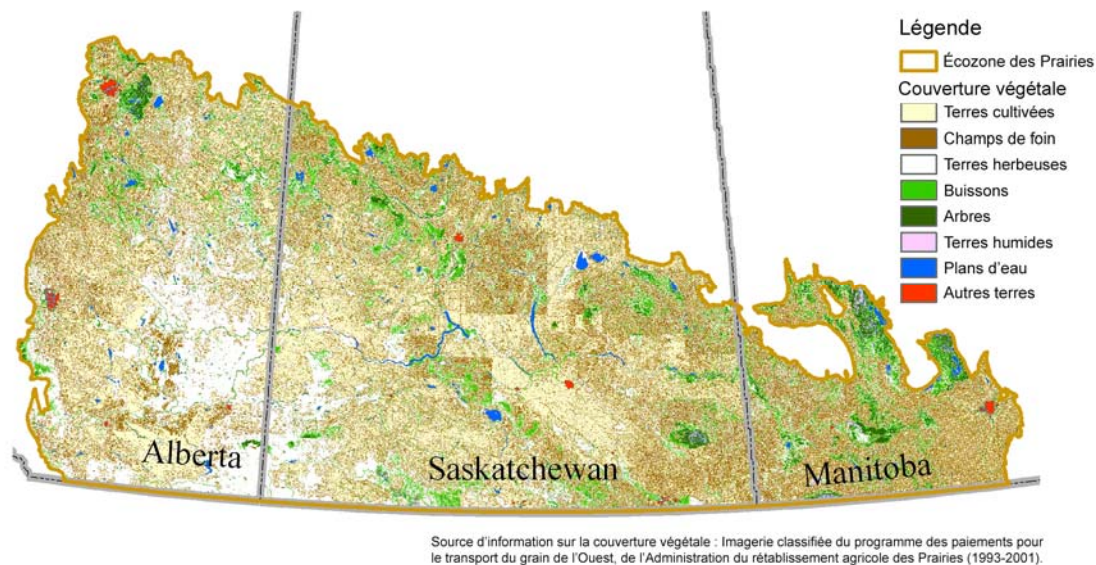 Légende
Écozone des Prairies
Couverture végétale
Terres cultivées
Champs de foin
Terres herbeuses
Buissons
Arbres
Terres humides
Plans d'eau
Autres terres
Alberta
Saskatchewan
Manitoba
Source d'information sur la couverture végétale : Imagerie classifiée du programme des paiements pour
le transport du grain de l'Ouest, de l'Administration du rétablissement agricole des Prairies (1993-2001).